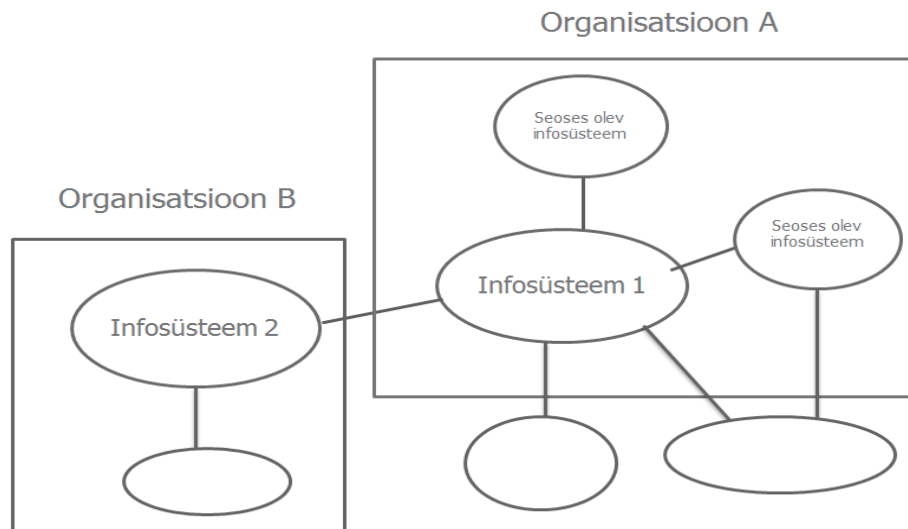 Organisatsioon A
Seoses olev
infosüsteem
Organisatsioon B
Seoses olev
infosüsteem
Infosüsteem 1
Infosüsteem 2